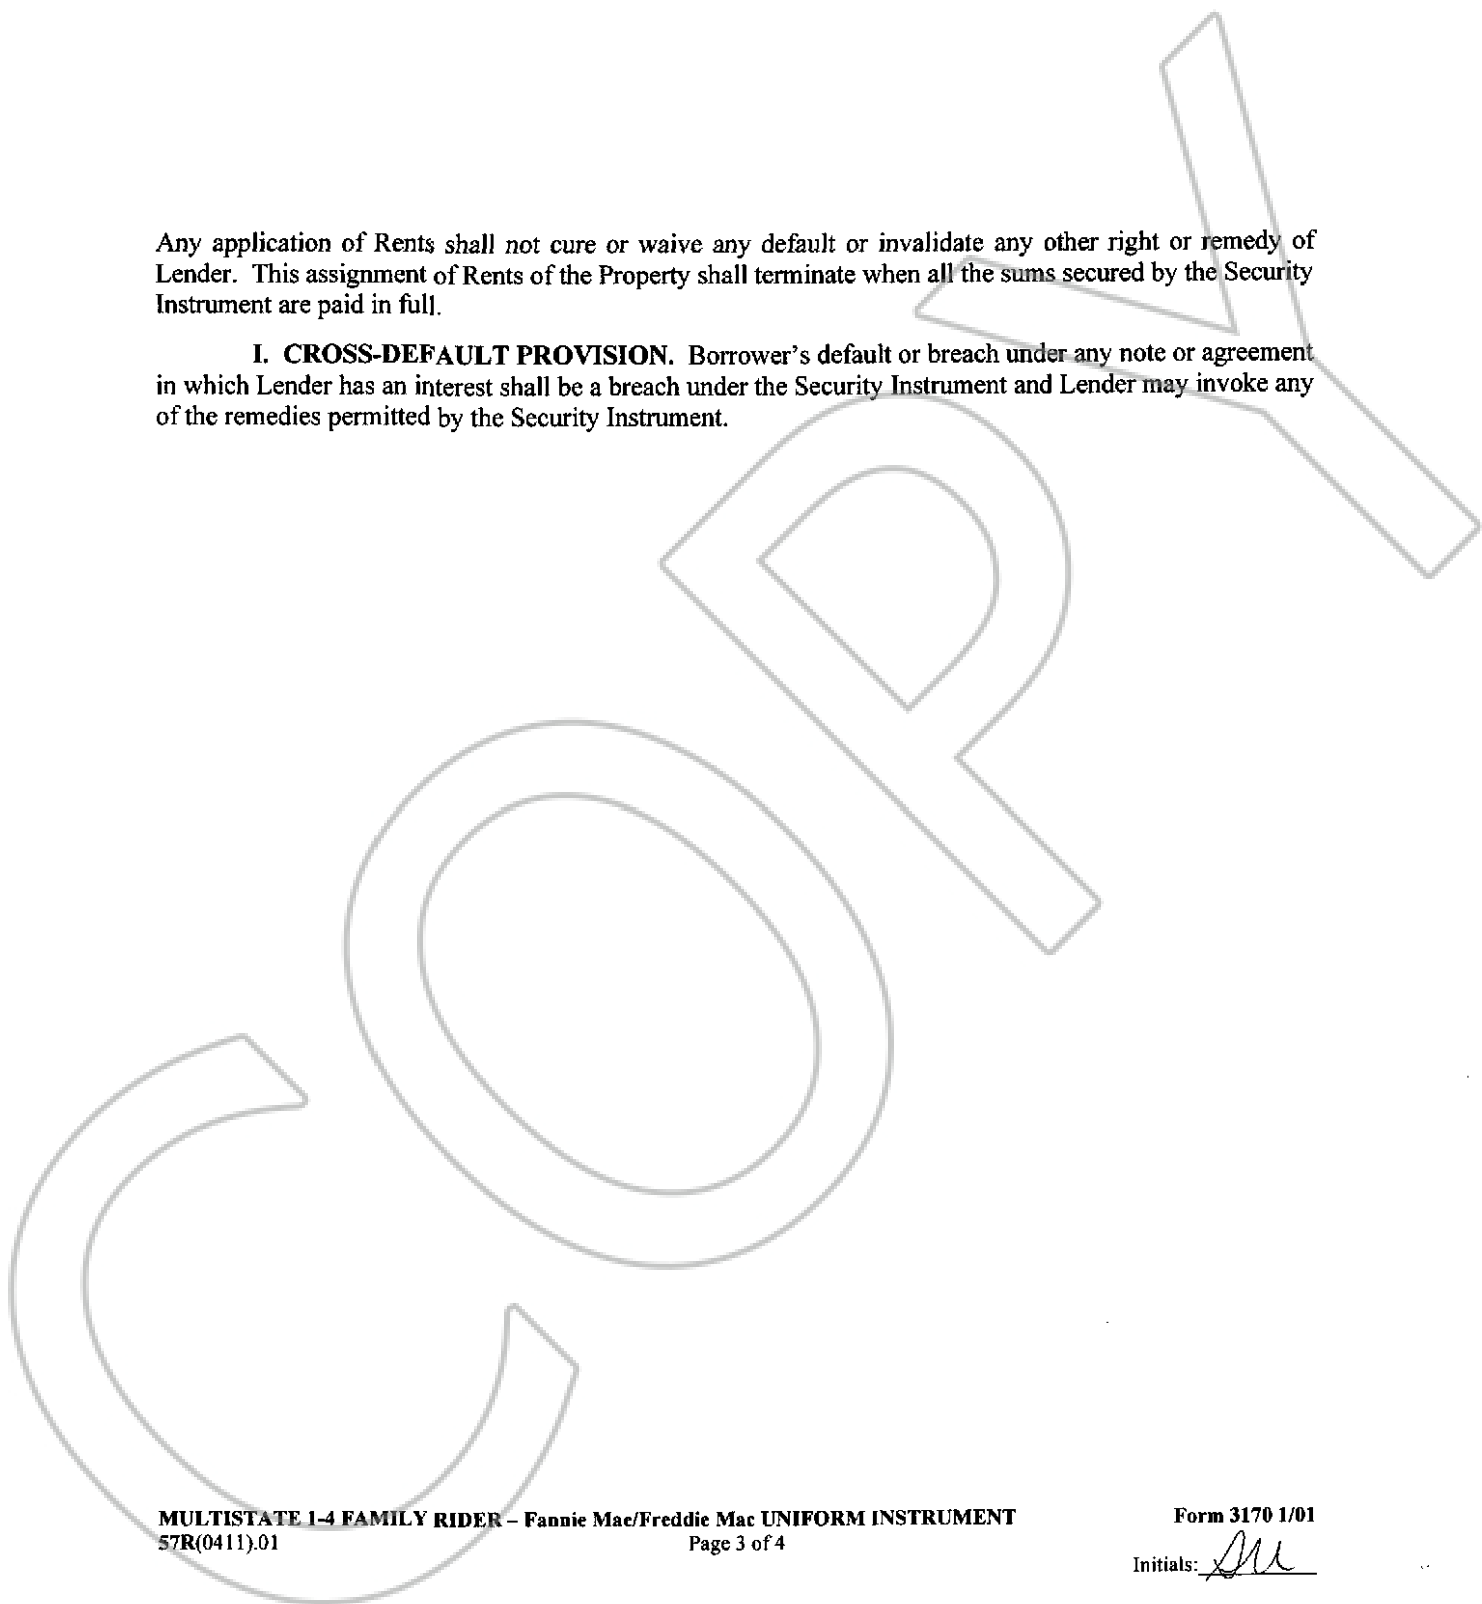 Any application of Rents shall not cure or waive any default or invalidate any other right or remedy of
Lender. This assignment of Rents of the Property shall terminate when all the sums secured by the Security
Instrument are paid in full.
I. CROSS-DEFAULT PROVISION. Borrower's default or breach under any note or agreement
in which Lender has an interest shall be a breach under the Security Instrument and Lender may invoke any
of the remedies permitted by the Security Instrument.
COPY
MULTISTATE 1-4 FAMILY RIDER – Fannie Mae/Freddie Mac UNIFORM INSTRUMENT
Form 3170 1/01
57R(0411).01
Page 3 of 4
Initials: